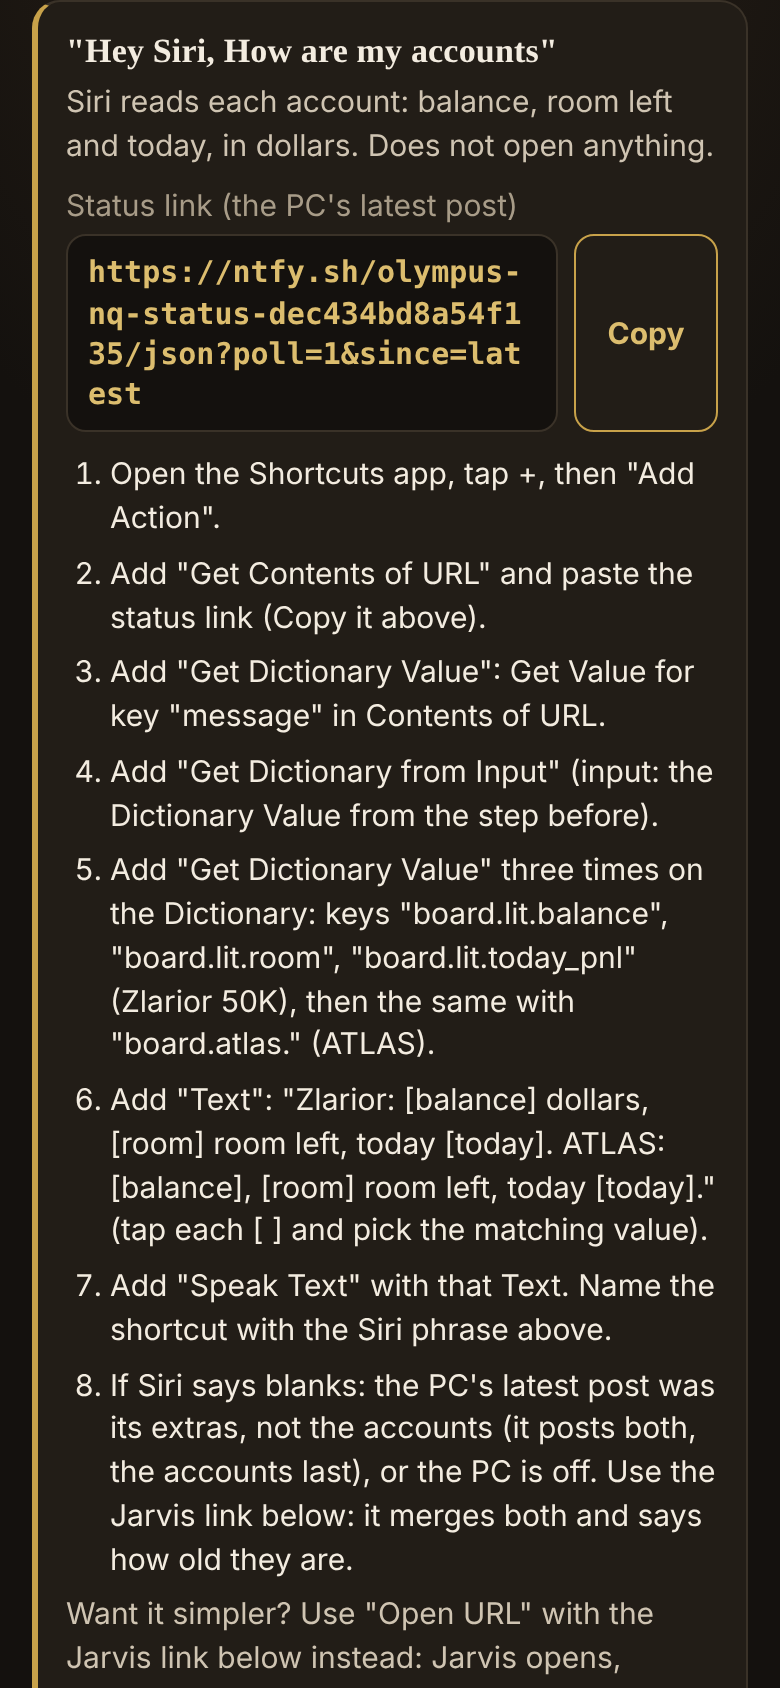 "Hey Siri, How are my accounts"
Siri reads each account: balance, room left
and today, in dollars. Does not open anything.
Status link (the PC's latest post)
https://ntfy.sh/olympus-
nq-status-dec434bd8a54f1
35/json?poll=1&since=lat
est
Copy
1. Open the Shortcuts app, tap +, then "Add
Action".
2. Add "Get Contents of URL" and paste the
status link (Copy it above).
3. Add "Get Dictionary Value": Get Value for
key "message" in Contents of URL.
4. Add "Get Dictionary from Input" (input: the
Dictionary Value from the step before).
5. Add "Get Dictionary Value" three times on
the Dictionary: keys "board.lit.balance",
"board.lit.room", "board.lit.today_pnl"
(Zlarior 50K), then the same with
"board.atlas." (ATLAS).
6. Add "Text": "Zlarior: [balance] dollars,
[room] room left, today [today]. ATLAS:
[balance], [room] room left, today [today]."
(tap each [ ] and pick the matching value).
7. Add "Speak Text" with that Text. Name the
shortcut with the Siri phrase above.
8. If Siri says blanks: the PC's latest post was
its extras, not the accounts (it posts both,
the accounts last), or the PC is off. Use the
Jarvis link below: it merges both and says
how old they are.
Want it simpler? Use "Open URL" with the
Jarvis link below instead: Jarvis opens,